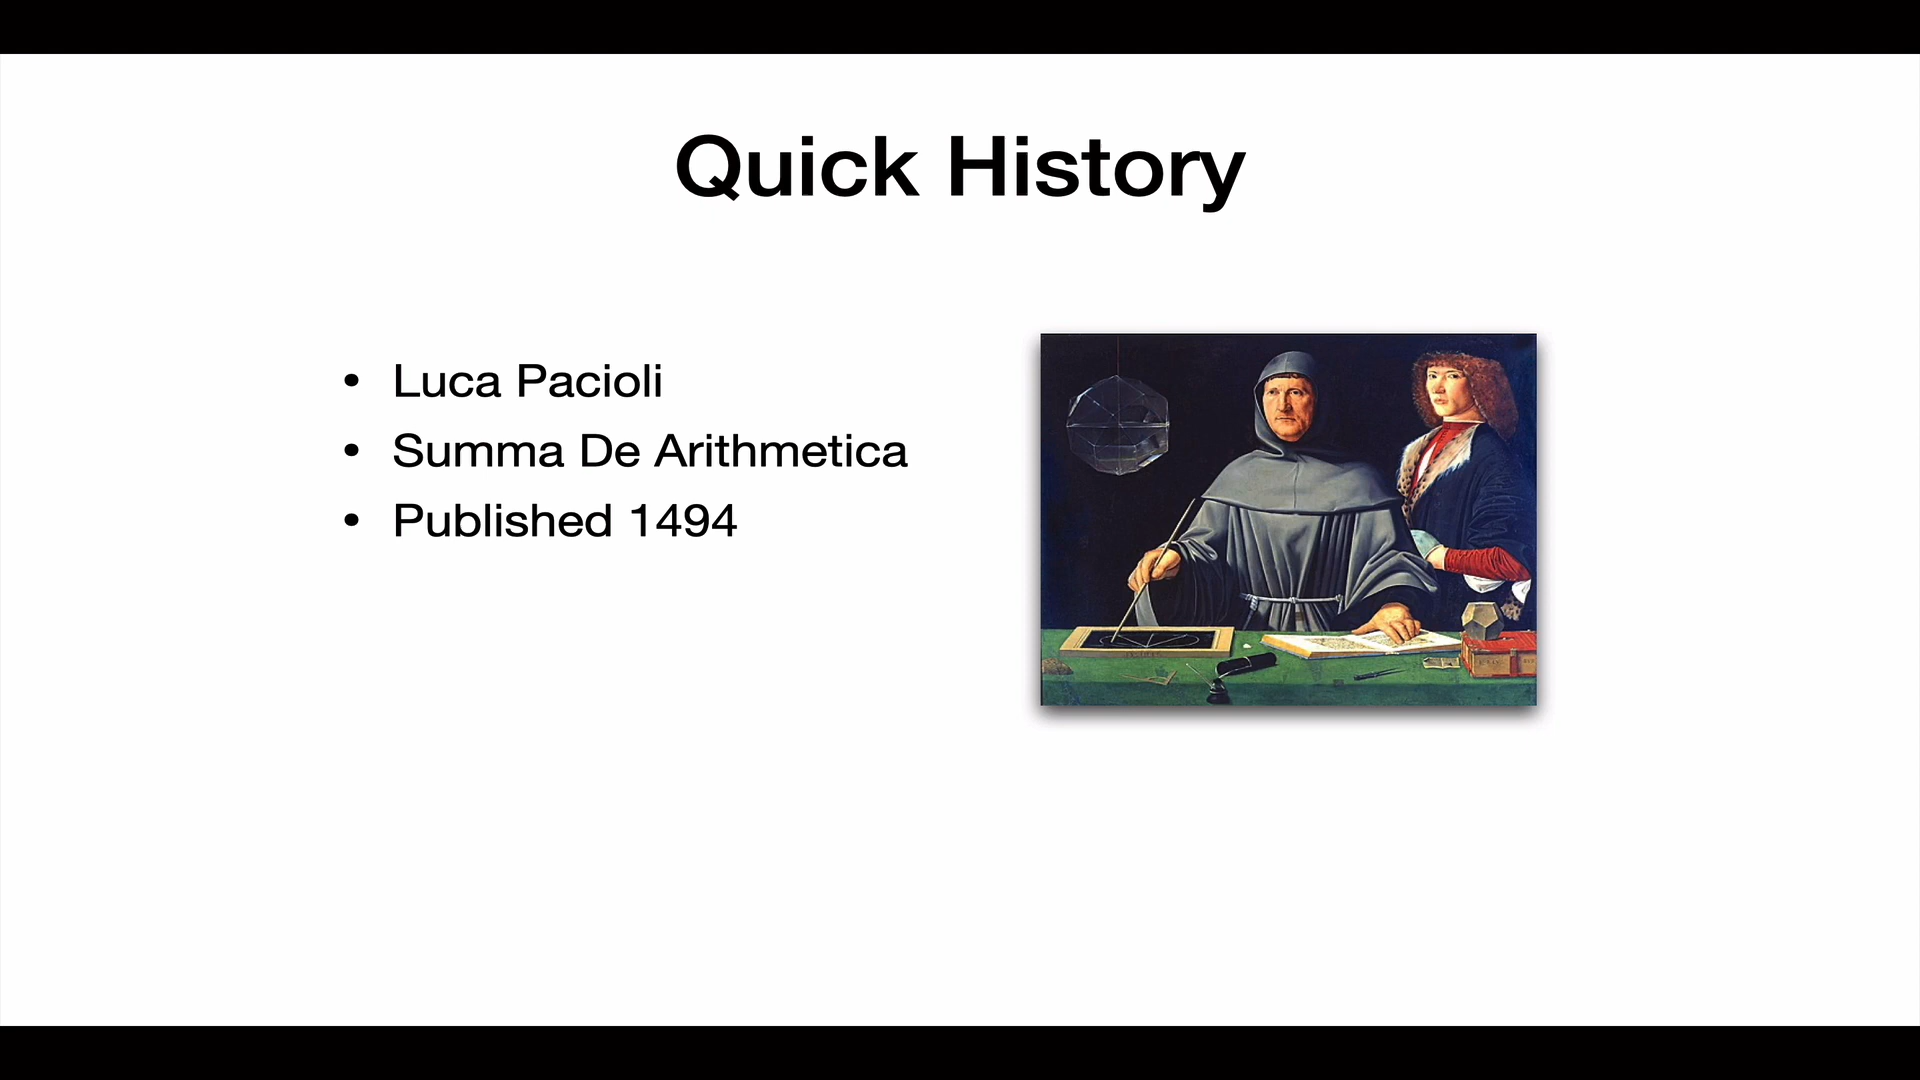 Quick History
• Luca Pacioli
• Summa De Arithmetica
• Published 1494